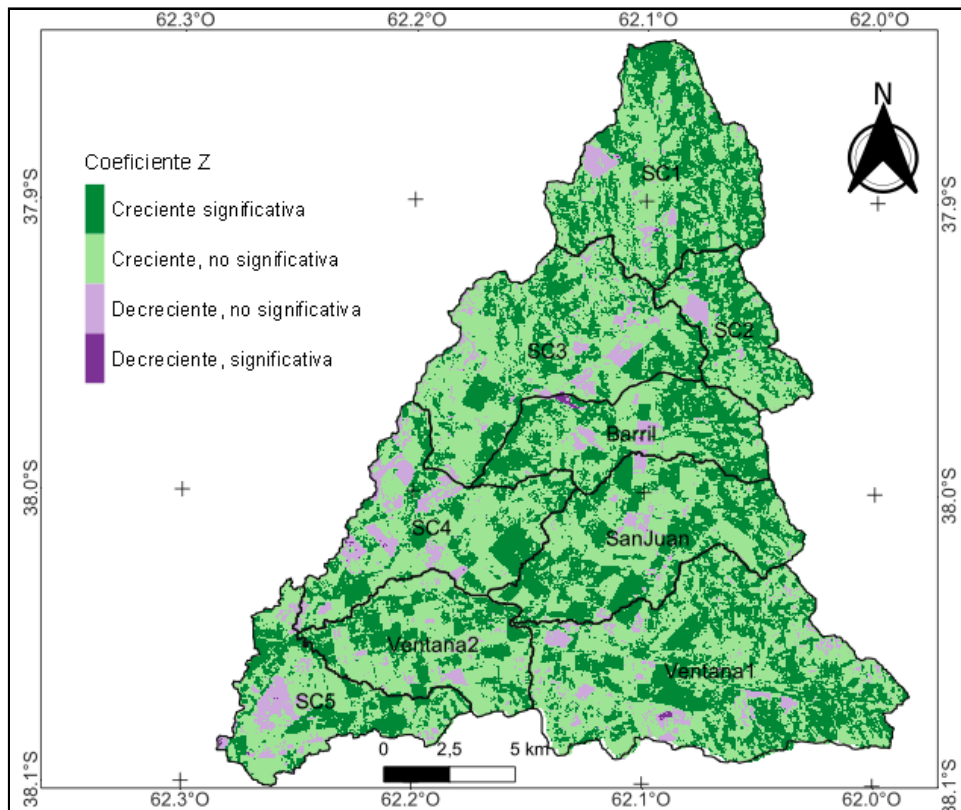 62.3°O 62.2°O 62.1°O 62.0°O
N
Coeficiente Z
Creciente significativa
Creciente, no significativa
Decreciente, no significativa
Decreciente, significativa
37.9°S
37.9°S
SC1
SC2
SC3
Barril
38.0°S
38.0°S
SC4
SanJuan
Ventana2
Ventana1
SC5
0 2,5 5 km
38.1°S
38.1°S
62.3°O 62.2°O 62.1°O 62.0°O